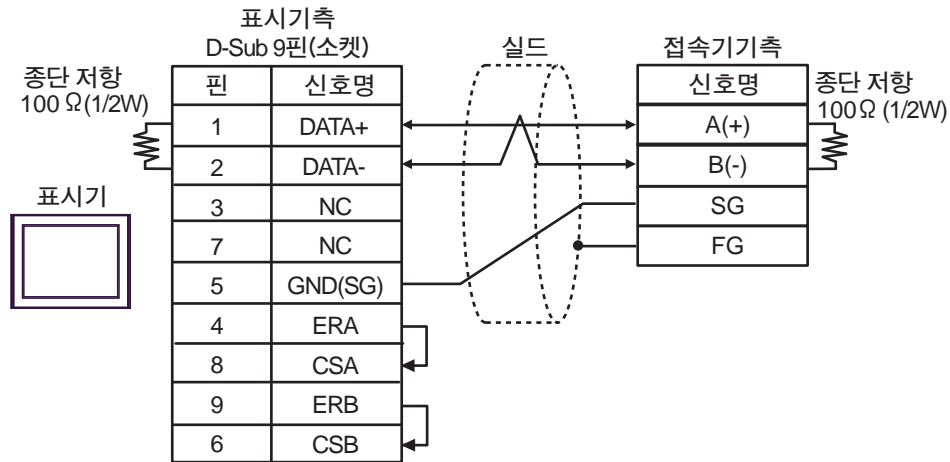 표시기측
D-Sub 9핀(소켓)
실드
접속기기측
종단 저항
100 Ω(1/2W)
핀 신호명
신호명
종단 저항
100Ω (1/2W)
1 DATA+
A(+)
2 DATA-
B(-)
표시기
3 NC
SG
7 NC
FG
5 GND(SG)
4 ERA
8 CSA
9 ERB
6 CSB